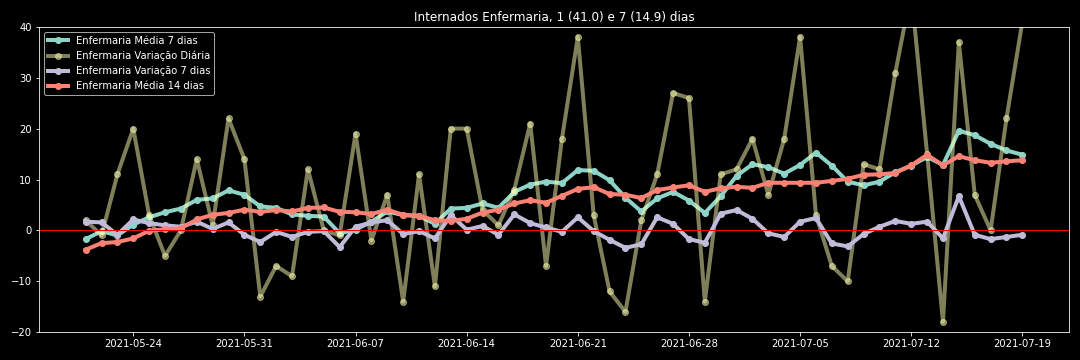 Internados Enfermaria, 1 (41.0) e 7 (14.9) dias
Enfermaria Média 7 dias
Enfermaria Variação Diária
Enfermaria Variação 7 dias
Enfermaria Média 14 dias
40
30
20
10
0
−10
−20
2021-05-24 2021-05-31 2021-06-07 2021-06-14 2021-06-21 2021-06-28 2021-07-05 2021-07-12 2021-07-19